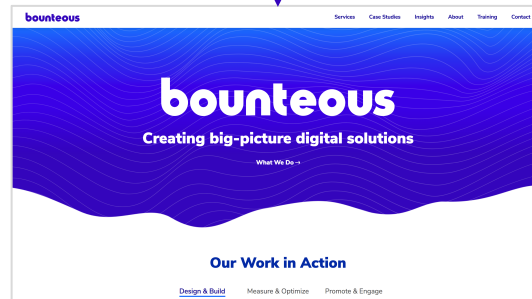 bounteous
Services Case Studies Insights About Training Contact
bounteous
Creating big-picture digital solutions
What We Do →
Our Work in Action
Design & Build Measure & Optimize Promote & Engage